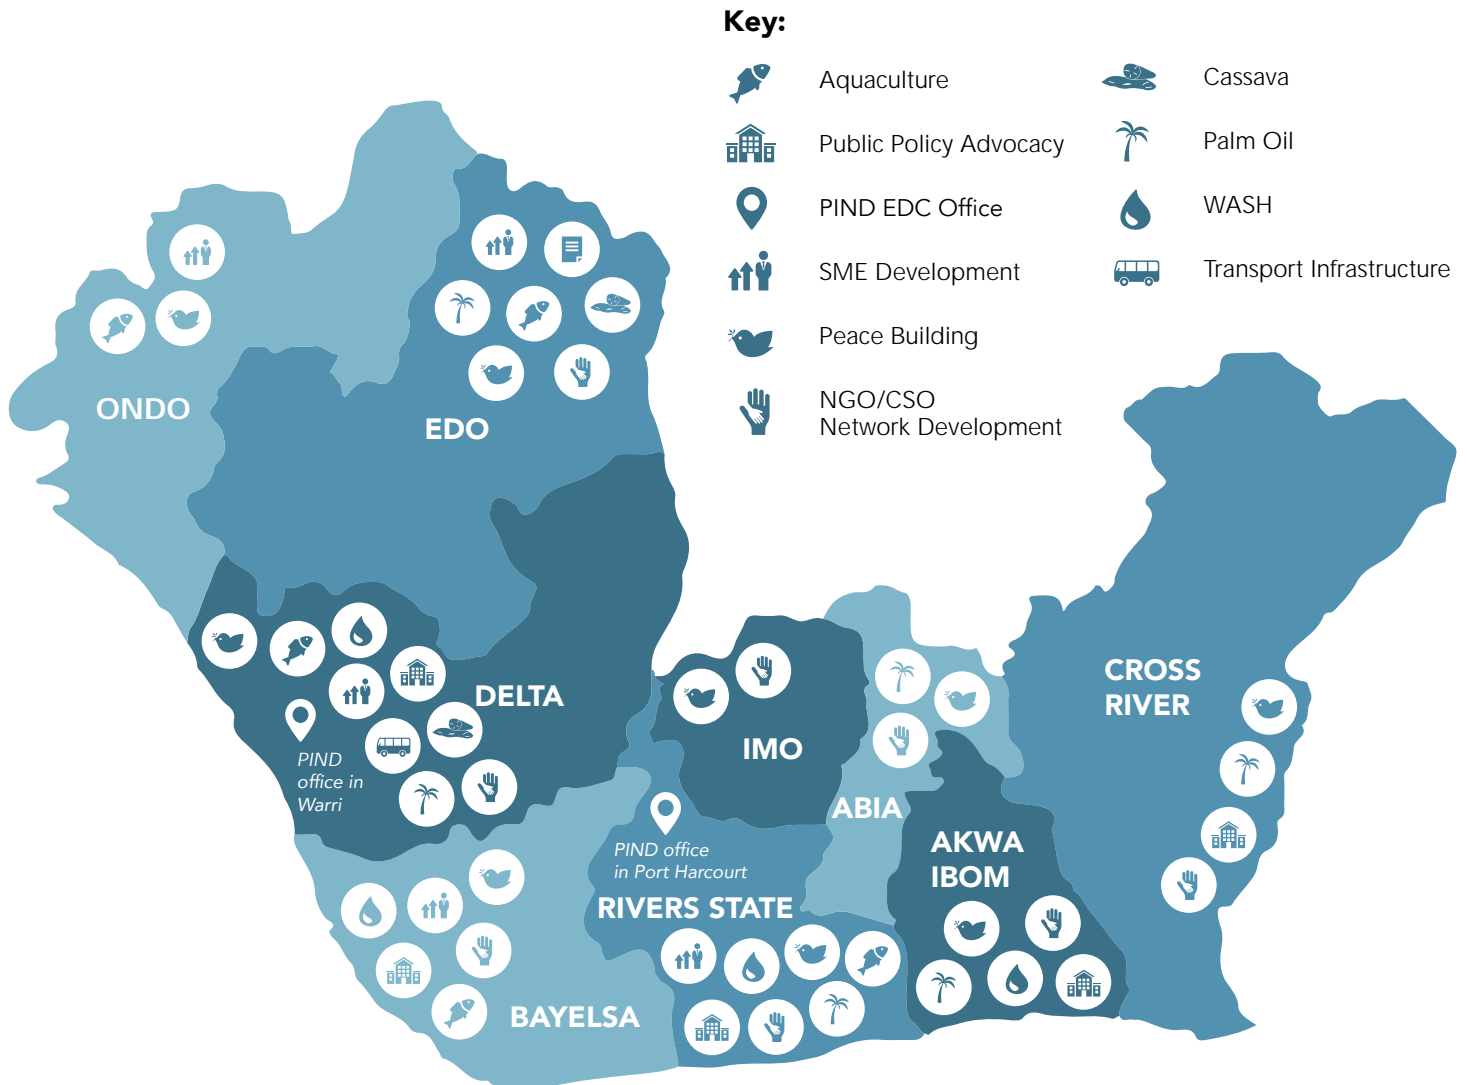 Key:
Aquaculture
Public Policy Advocacy
PIND EDC Office
SME Development
Peace Building
NGO/CSO
Network Development
Cassava
Palm Oil
WASH
Transport Infrastructure
ONDO
EDO
DELTA
PIND
office in
Warri
IMO
ABIA
CROSS
RIVER
AKWA
IBOM
PIND office
in Port Harcourt
RIVERS STATE
BAYELSA